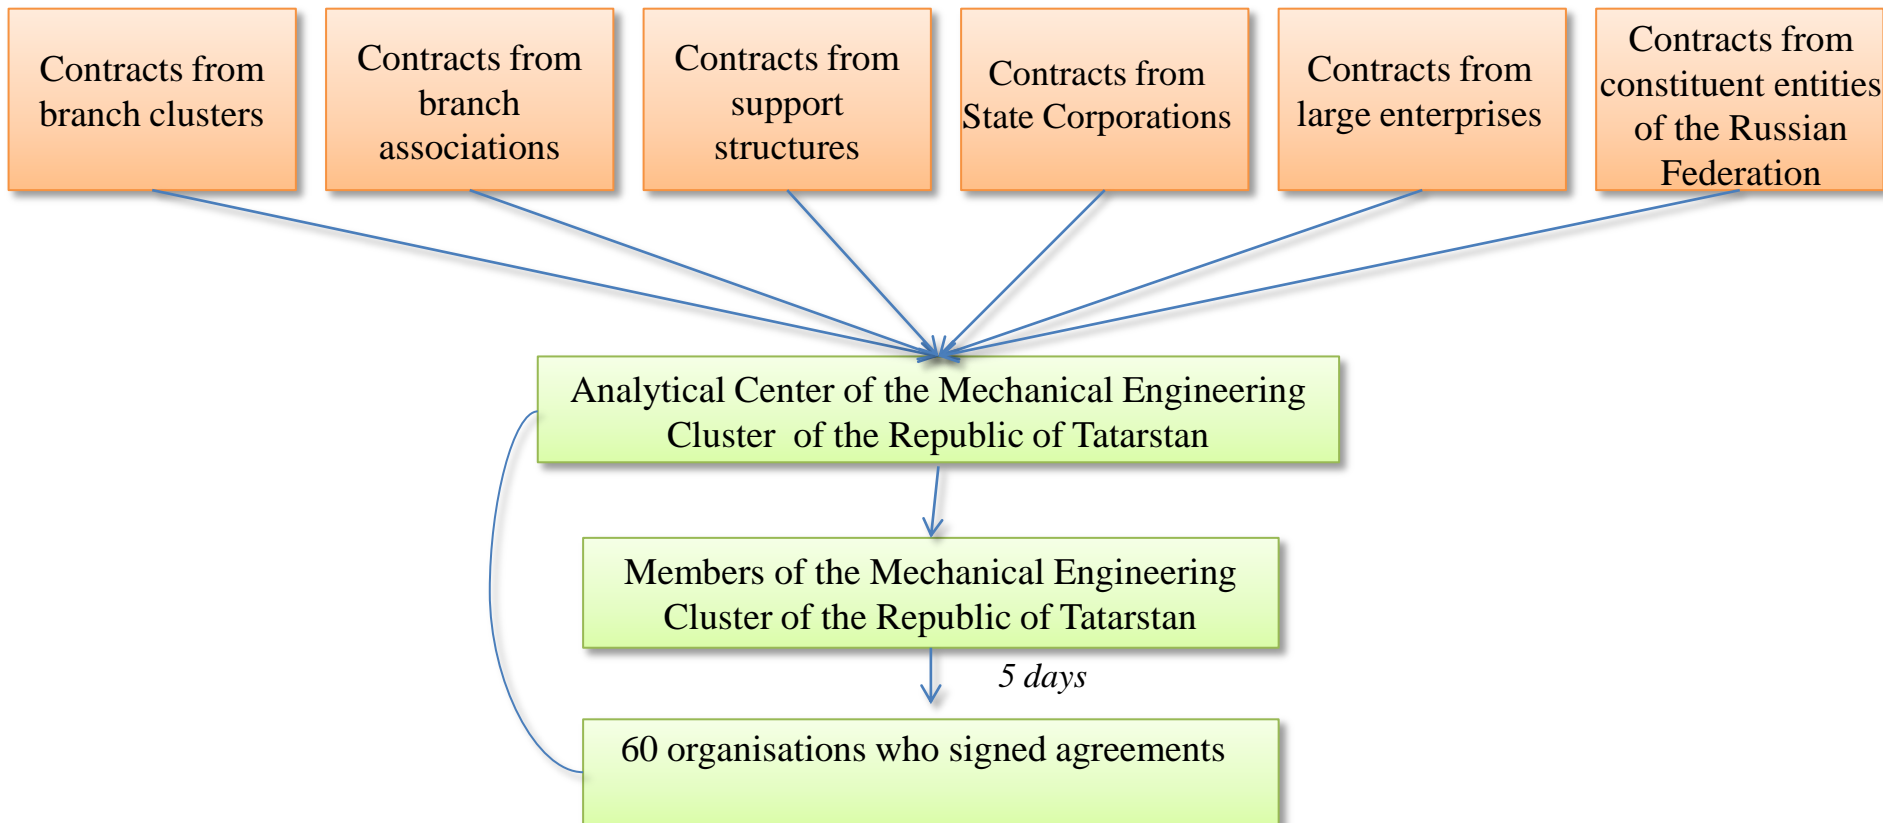 Contracts from
branch clusters
Contracts from
branch
associations
Contracts from
support
structures
Contracts from
State Corporations
Contracts from
large enterprises
Contracts from
constituent entities
of the Russian
Federation
Analytical Center of the Mechanical Engineering
Cluster of the Republic of Tatarstan
Members of the Mechanical Engineering
Cluster of the Republic of Tatarstan
5 days
60 organisations who signed agreements